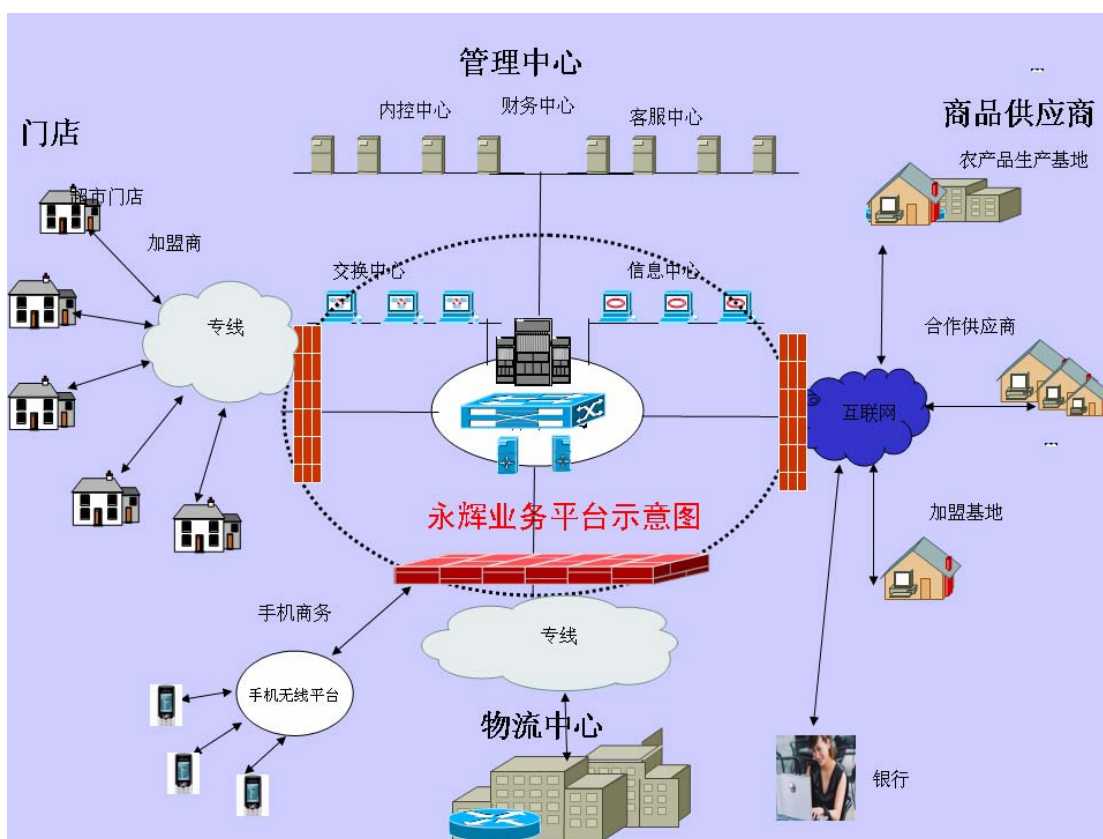 管理中心
内控中心
财务中心
客服中心
门店
商品供应商
农产品生产基地
超市门店
加盟商
交换中心
信息中心
专线
合作供应商
互联网
永辉业务平台示意图
加盟基地
手机商务
专线
手机无线平台
物流中心
银行